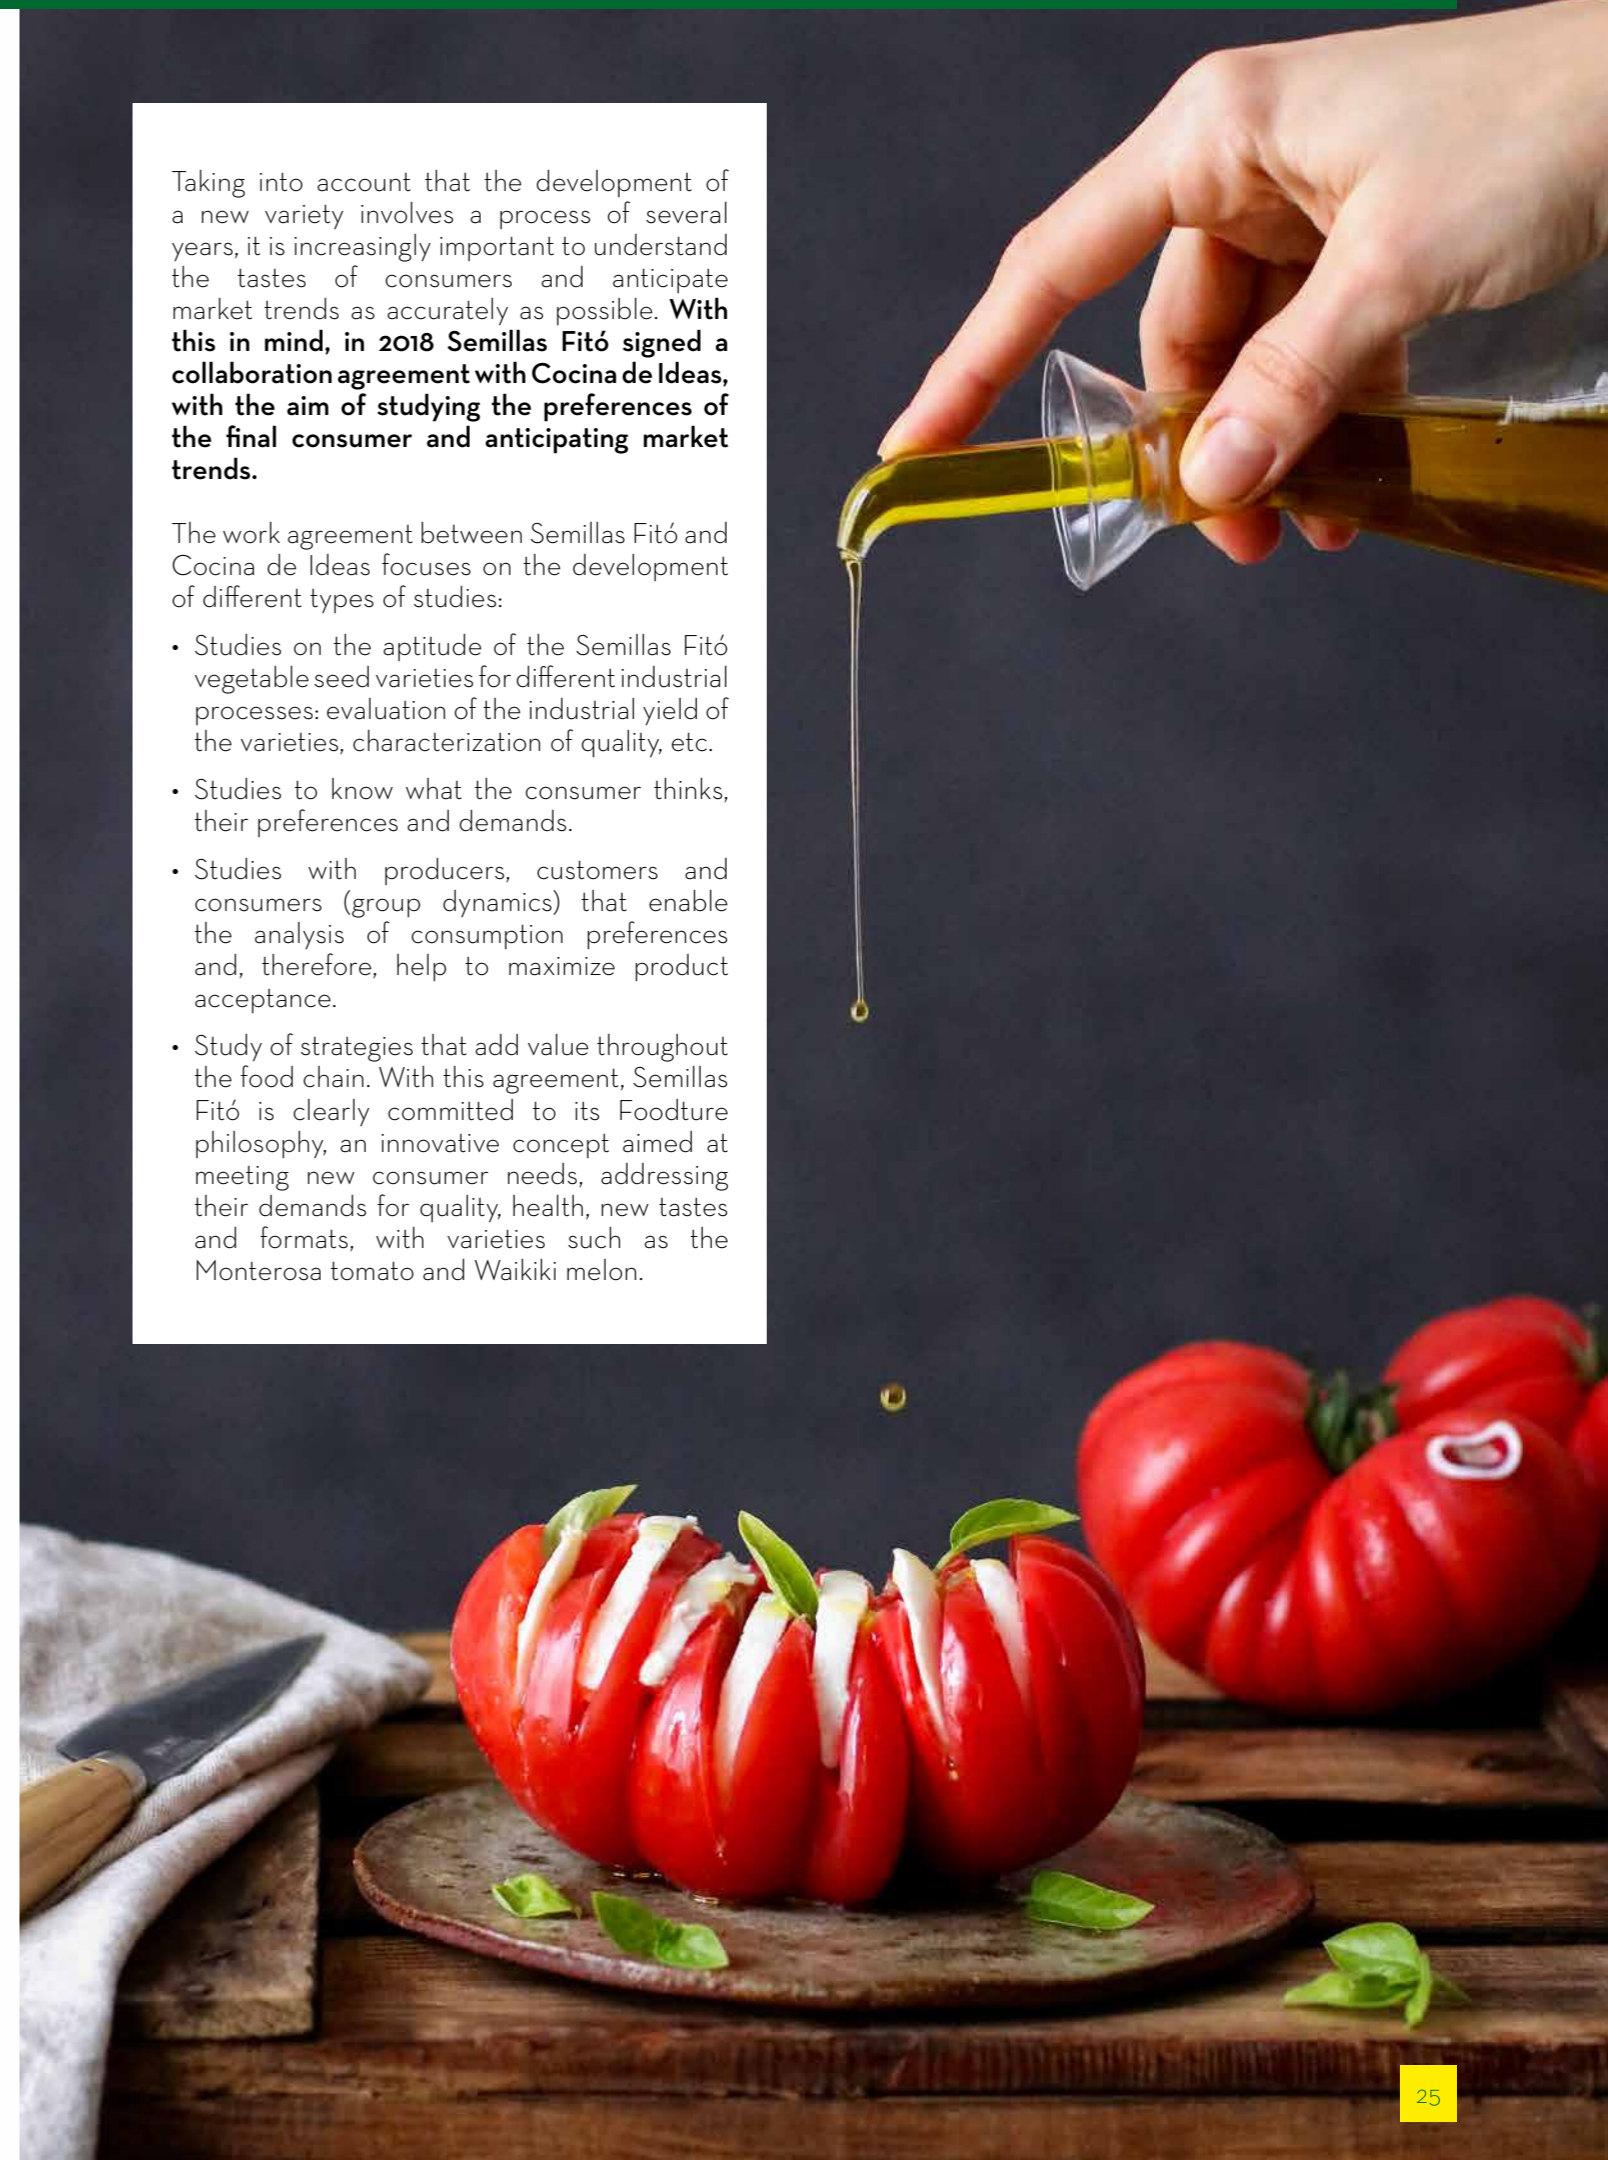 Taking into account that the development of
a new variety involves a process of several
years, it is increasingly important to understand
the tastes of consumers and anticipate
market trends as accurately as possible. With
this in mind, in 2018 Semillas Fitó signed a
collaboration agreement with Cocina de Ideas,
with the aim of studying the preferences of
the final consumer and anticipating market
trends.
The work agreement between Semillas Fitó and
Cocina de Ideas focuses on the development
of different types of studies:
• Studies on the aptitude of the Semillas Fitó
vegetable seed varieties for different industrial
processes: evaluation of the industrial yield of
the varieties, characterization of quality, etc.
• Studies to know what the consumer thinks,
their preferences and demands.
• Studies with producers, customers and
consumers (group dynamics) that enable
the analysis of consumption preferences
and, therefore, help to maximize product
acceptance.
• Study of strategies that add value throughout
the food chain. With this agreement, Semillas
Fitó is clearly committed to its Foodture
philosophy, an innovative concept aimed at
meeting new consumer needs, addressing
their demands for quality, health, new tastes
and formats, with varieties such as the
Monterosa tomato and Waikiki melon.
25